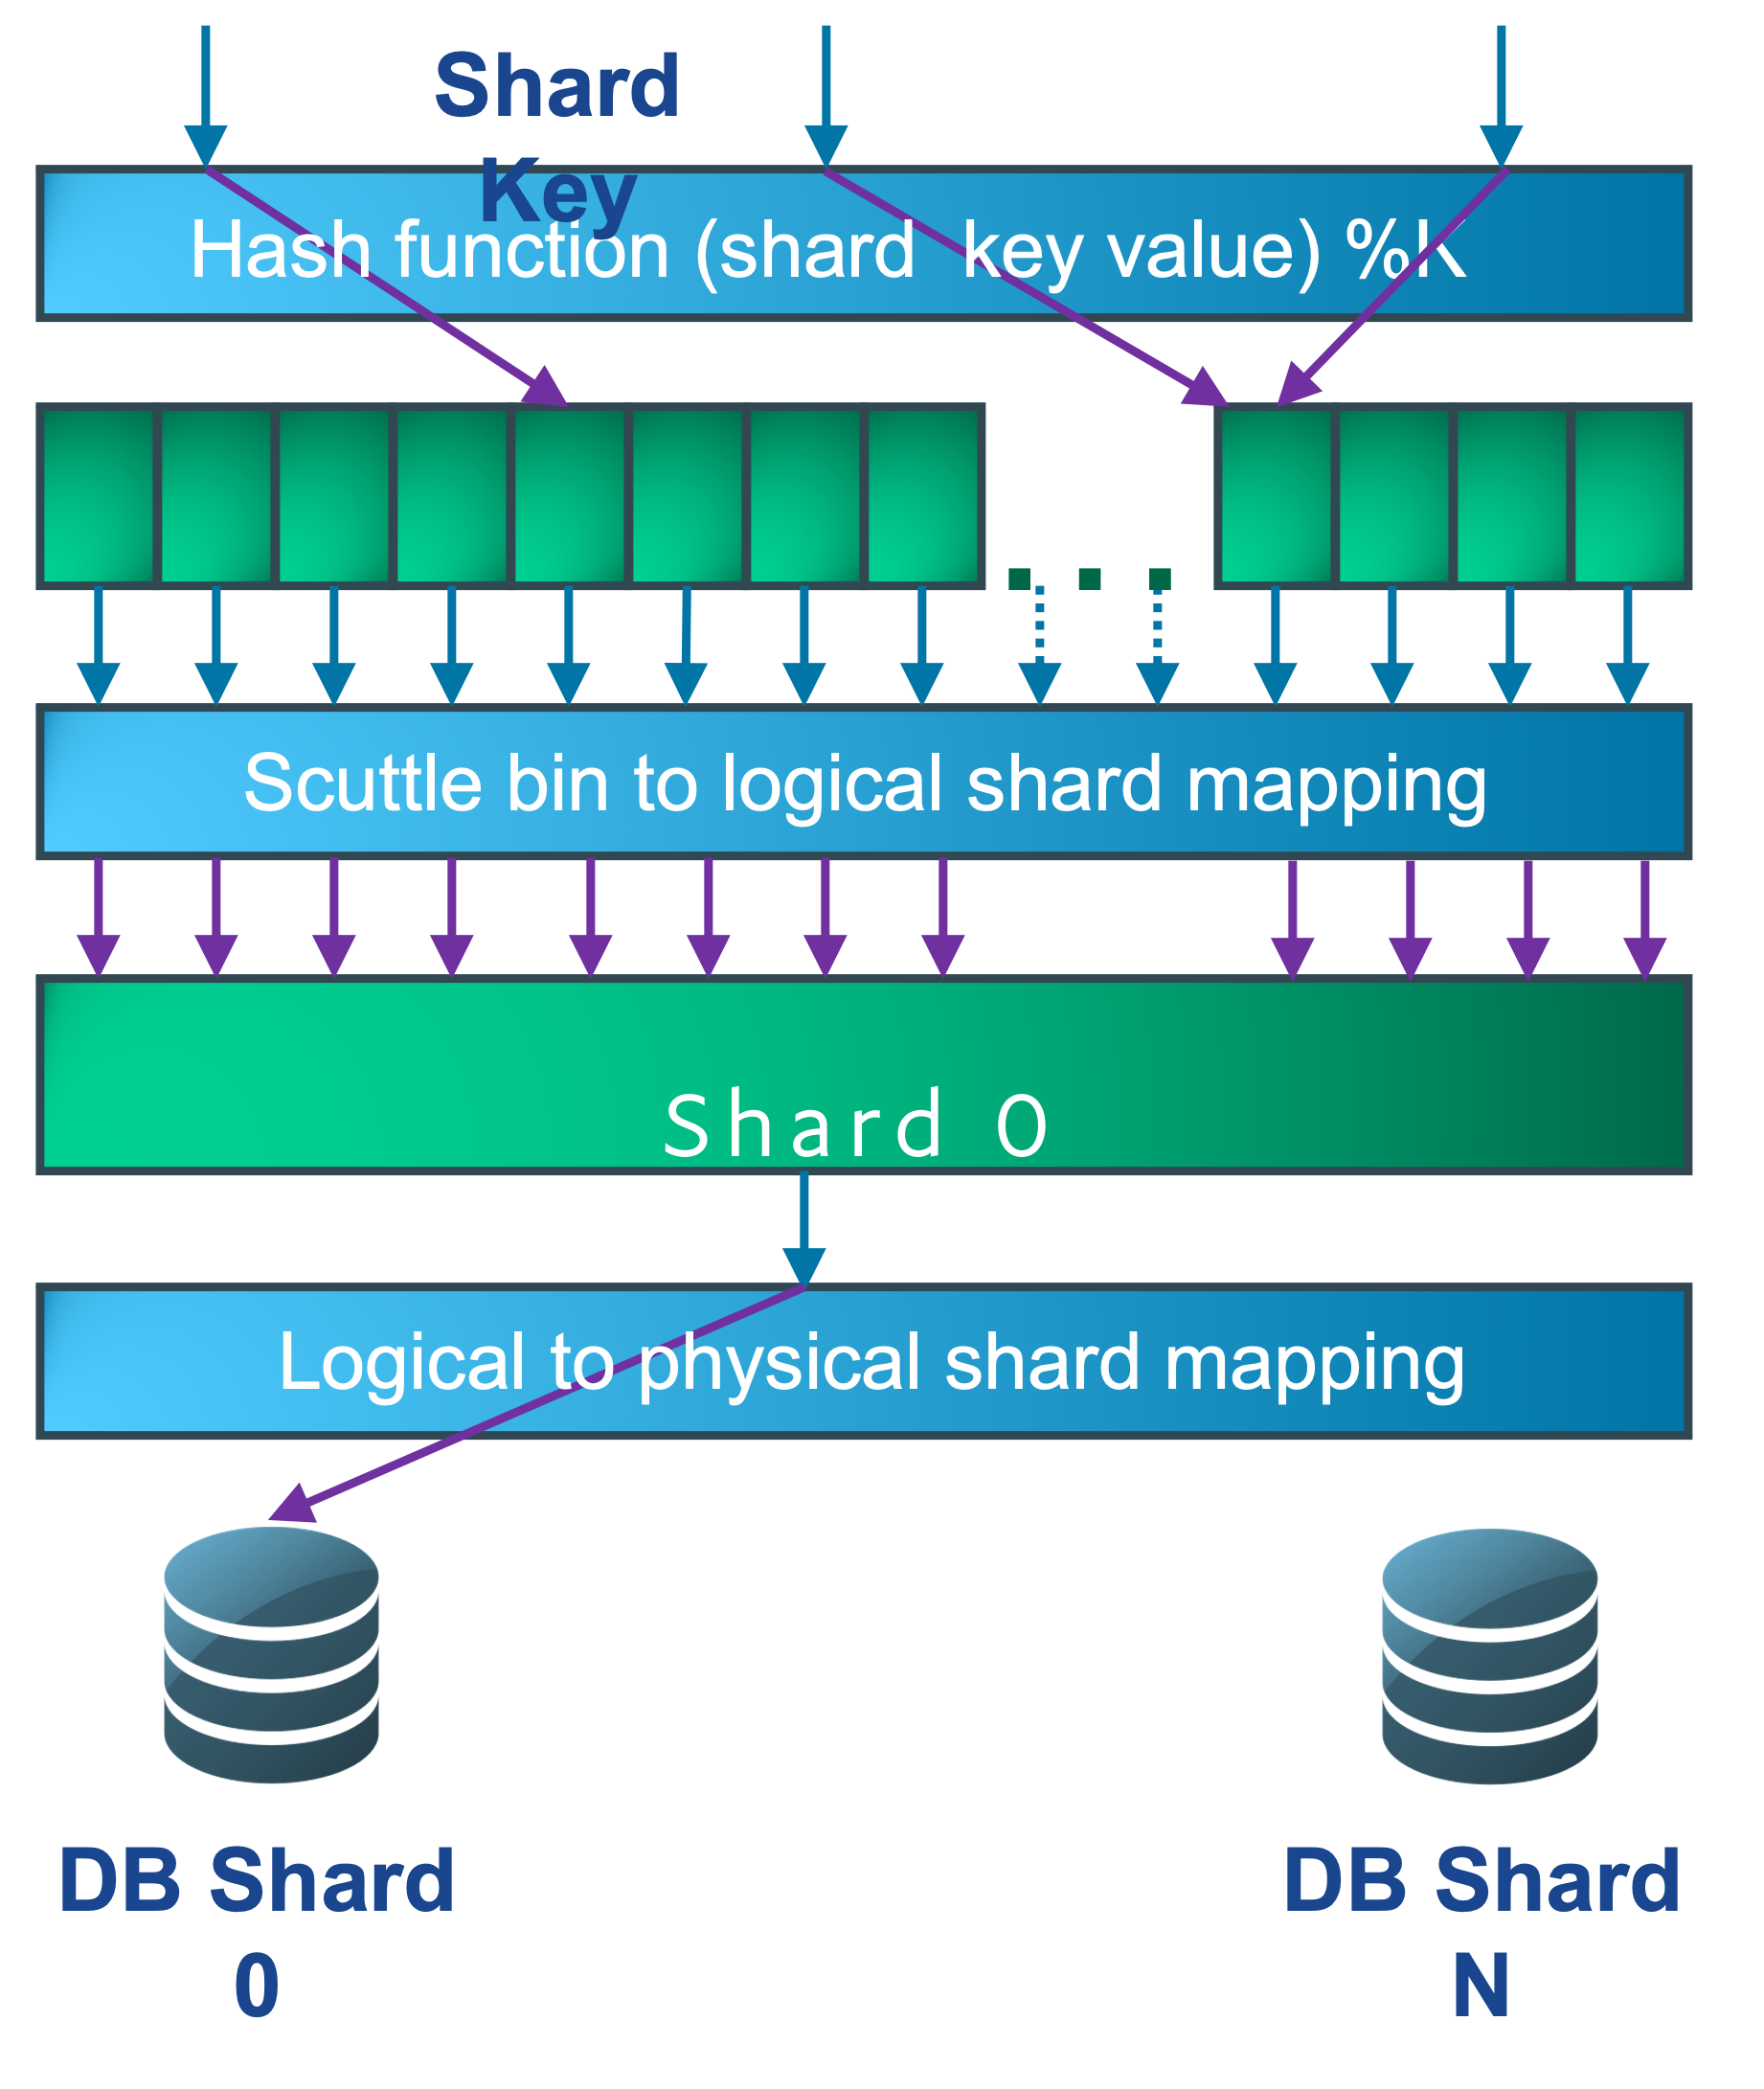 Shard
Key
Hash function (shard key value) %K
. . .
Scuttle bin to logical shard mapping
Shard 0
Logical to physical shard mapping
DB Shard
0
DB Shard
N